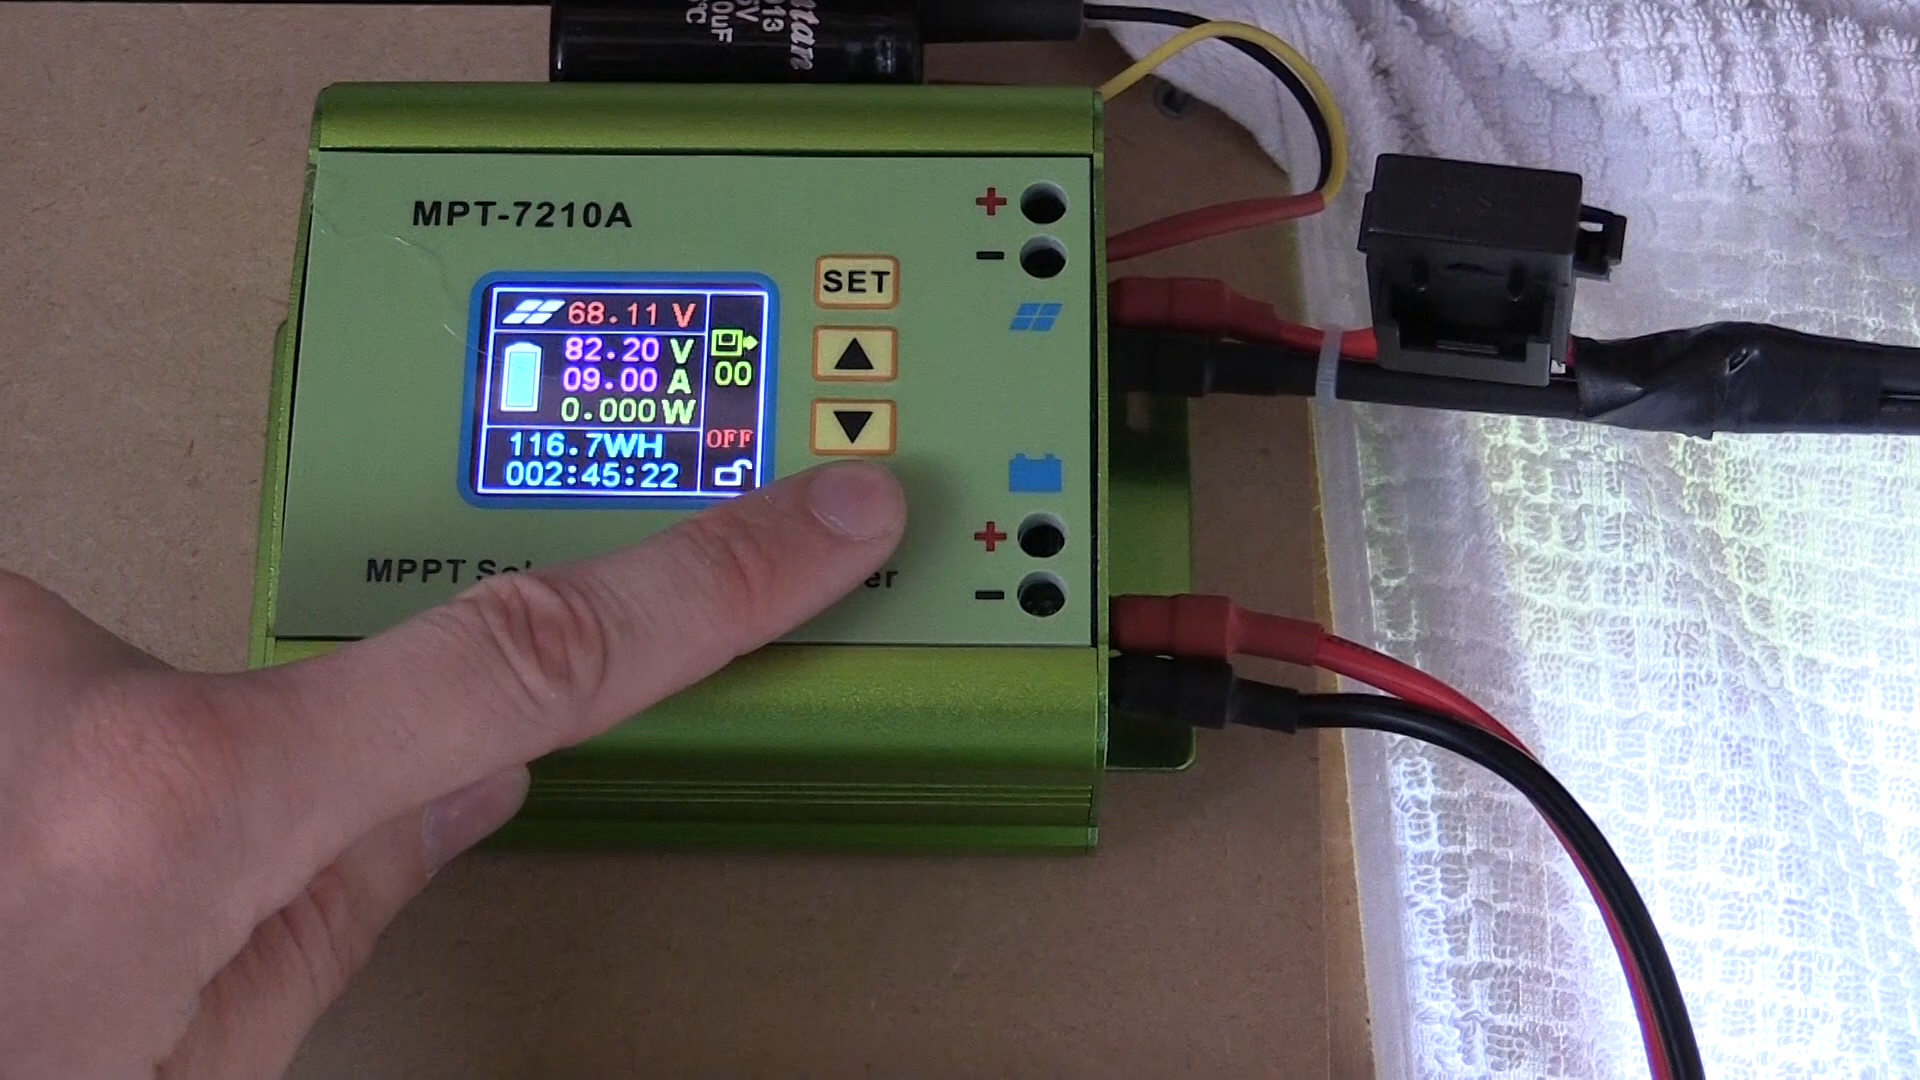 MPT-7210A
SET
68.11 V
82.20 V
09.00 A
00
0.000 W
OFF
116.7WH
002:45:22
+
-
MPPT
+
-